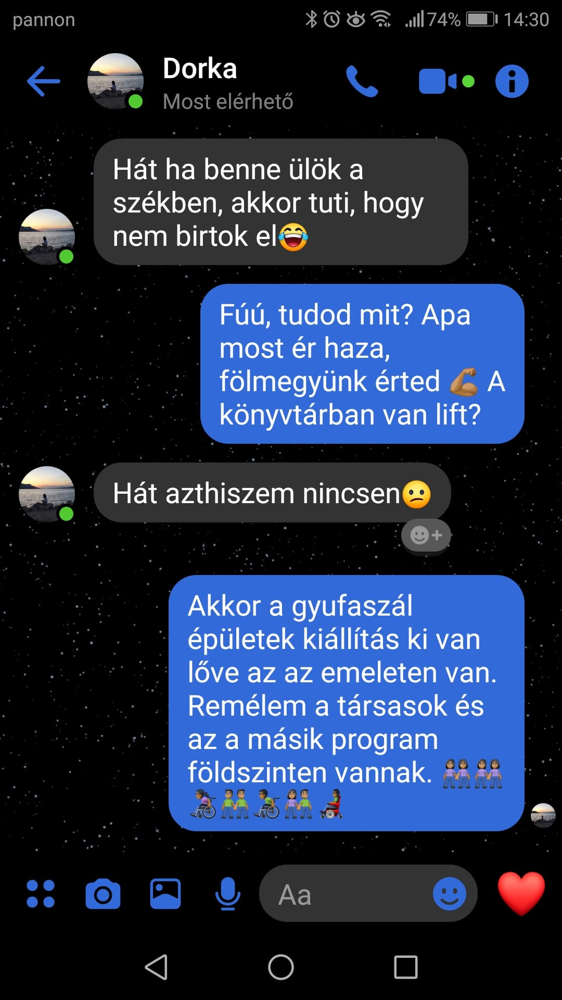 pannon 74% 14:30
Dorka
Most elérhető
Hát ha benne ülök a
székben, akkor tuti, hogy
nem birtok el😂
Fúú, tudod mit? Apa
most ér haza,
fölmegyünk érted 💪🏽 A
könyvtárban van lift?
Hát azthiszem nincsen😕
Akkor a gyufaszál
épületek kiállítás ki van
lőve az az emeleten van.
Remélem a társasok és
az a másik program
földszinten vannak.
Aa